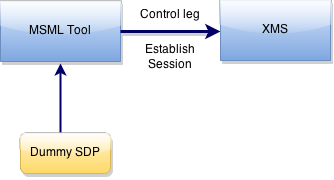 MSML Tool
Control leg
XMS
Establish
Session
Dummy SDP